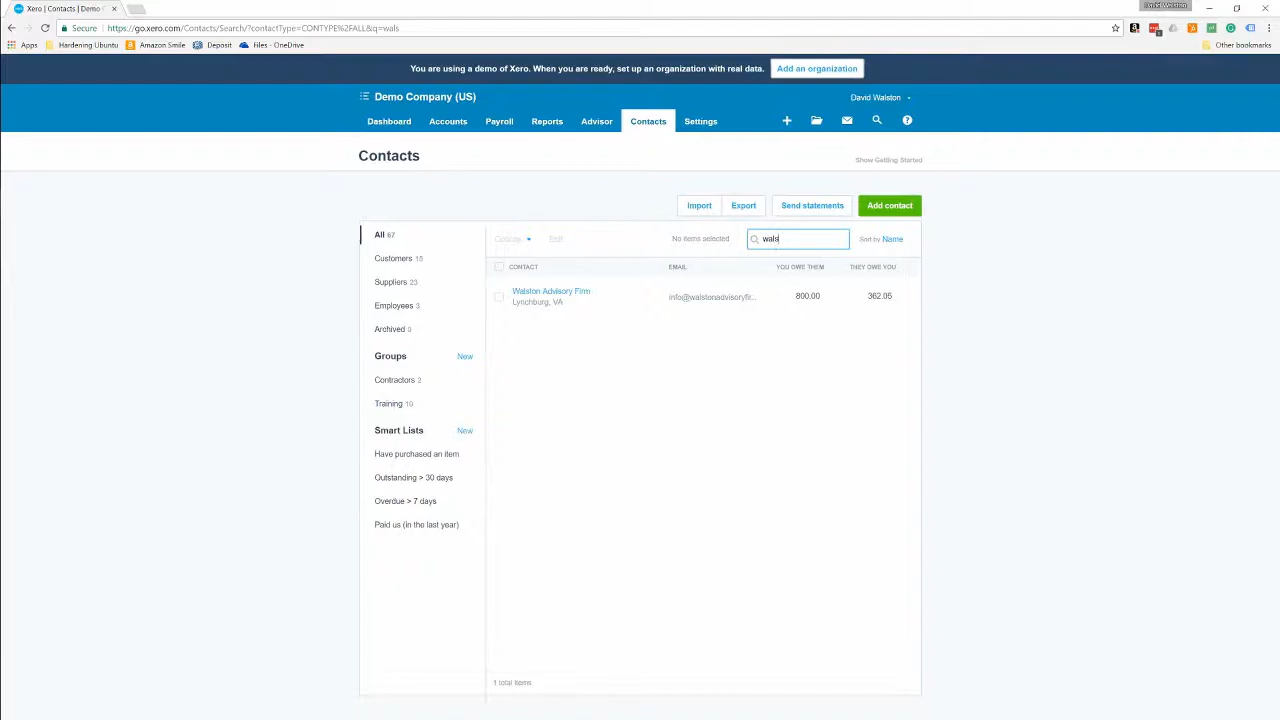 David Walston
Xero | Contacts | Demo C
Secure
https://go.xero.com/Contacts/Search/?contactType=CONTYPE%2FALL&q=wals
Apps
Hardening Ubuntu
Amazon Smile
Deposit
Files - OneDrive
Other bookmarks
You are using a demo of Xero. When you are ready, set up an organization with real data.
Add an organization
Demo Company (US)
David Walston
Dashboard
Accounts
Payroll
Reports
Advisor
Contacts
Settings
Contacts
Show Getting Started
Import
Export
Send statements
Add contact
All 67
Customers 15
Suppliers 23
Employees 3
Archived 0
Groups
New
Contractors 2
Training 10
Smart Lists
New
Have purchased an item
Outstanding > 30 days
Overdue > 7 days
Paid us (in the last year)
No items selected
wals
Sort by Name
CONTACT
EMAIL
YOU OWE THEM
THEY OWE YOU
Walston Advisory Firm
Lynchburg, VA
info@walstonadvisoryfir...
800.00
362.05
1 total items